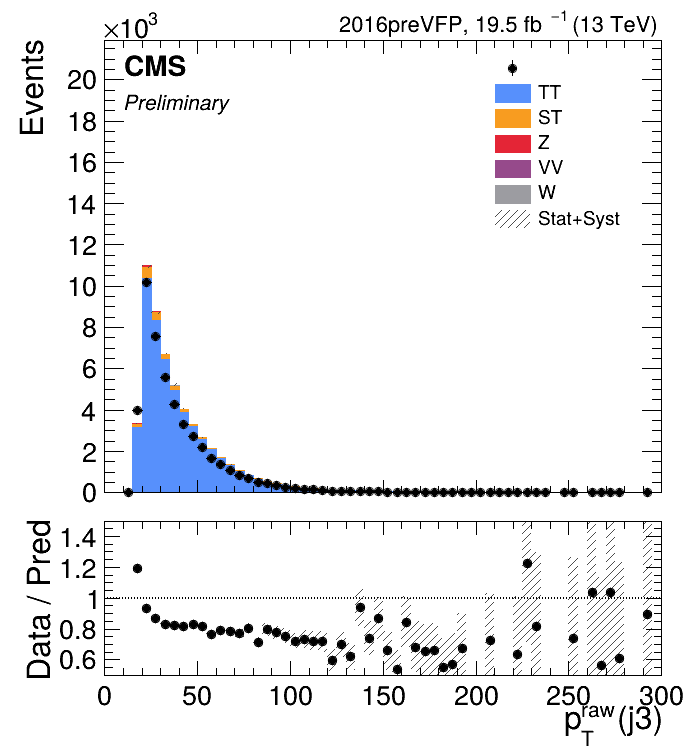 ×10³
2016preVFP, 19.5 fb ⁻¹ (13 TeV)
Events
CMS
Preliminary
TT
ST
Z
VV
W
Stat+Syst
20
18
16
14
12
10
8
6
4
2
0
Data / Pred
1.4
1.2
1
0.8
0.6
0 50 100 150 200 250 300
p_T^raw(j3)